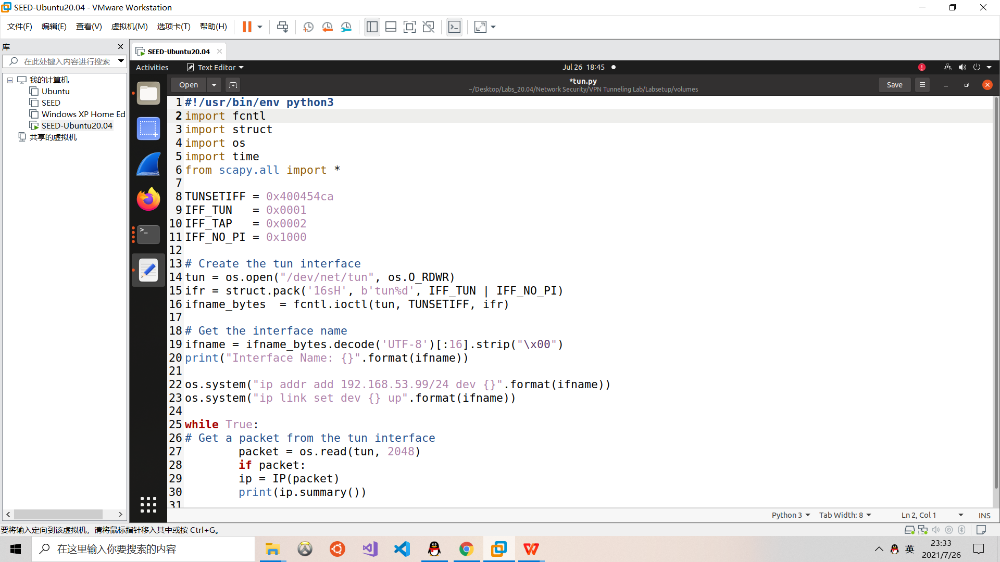 SEED-Ubuntu20.04 - VMware Workstation
文件(F) 编辑(E) 查看(V) 虚拟机(M) 选项卡(T) 帮助(H)
库
在此处键入内容进行搜索
我的计算机
Ubuntu
SEED
Windows XP Home Ed
SEED-Ubuntu20.04
共享的虚拟机
SEED-Ubuntu20.04
Activities Text Editor Jul 26 18:45
Open *tun.py Save
~/Desktop/Labs_20.04/Network Security/VPN Tunneling Lab/Labsetup/volumes
1 #!/usr/bin/env python3
2 import fcntl
3 import struct
4 import os
5 import time
6 from scapy.all import *
7
8 TUNSETIFF = 0x400454ca
9 IFF_TUN   = 0x0001
10 IFF_TAP   = 0x0002
11 IFF_NO_PI = 0x1000
12
13 # Create the tun interface
14 tun = os.open("/dev/net/tun", os.O_RDWR)
15 ifr = struct.pack('16sH', b'tun%d', IFF_TUN | IFF_NO_PI)
16 ifname_bytes  = fcntl.ioctl(tun, TUNSETIFF, ifr)
17
18 # Get the interface name
19 ifname = ifname_bytes.decode('UTF-8')[:16].strip("\x00")
20 print("Interface Name: {}".format(ifname))
21
22 os.system("ip addr add 192.168.53.99/24 dev {}".format(ifname))
23 os.system("ip link set dev {} up".format(ifname))
24
25 while True:
26 # Get a packet from the tun interface
27         packet = os.read(tun, 2048)
28         if packet:
29         ip = IP(packet)
30         print(ip.summary())
31
Python 3 Tab Width: 8 Ln 2, Col 1 INS
要将输入定向到该虚拟机，请将鼠标指针移入其中或按 Ctrl+G。
在这里输入你要搜索的内容
英
23:33
2021/7/26